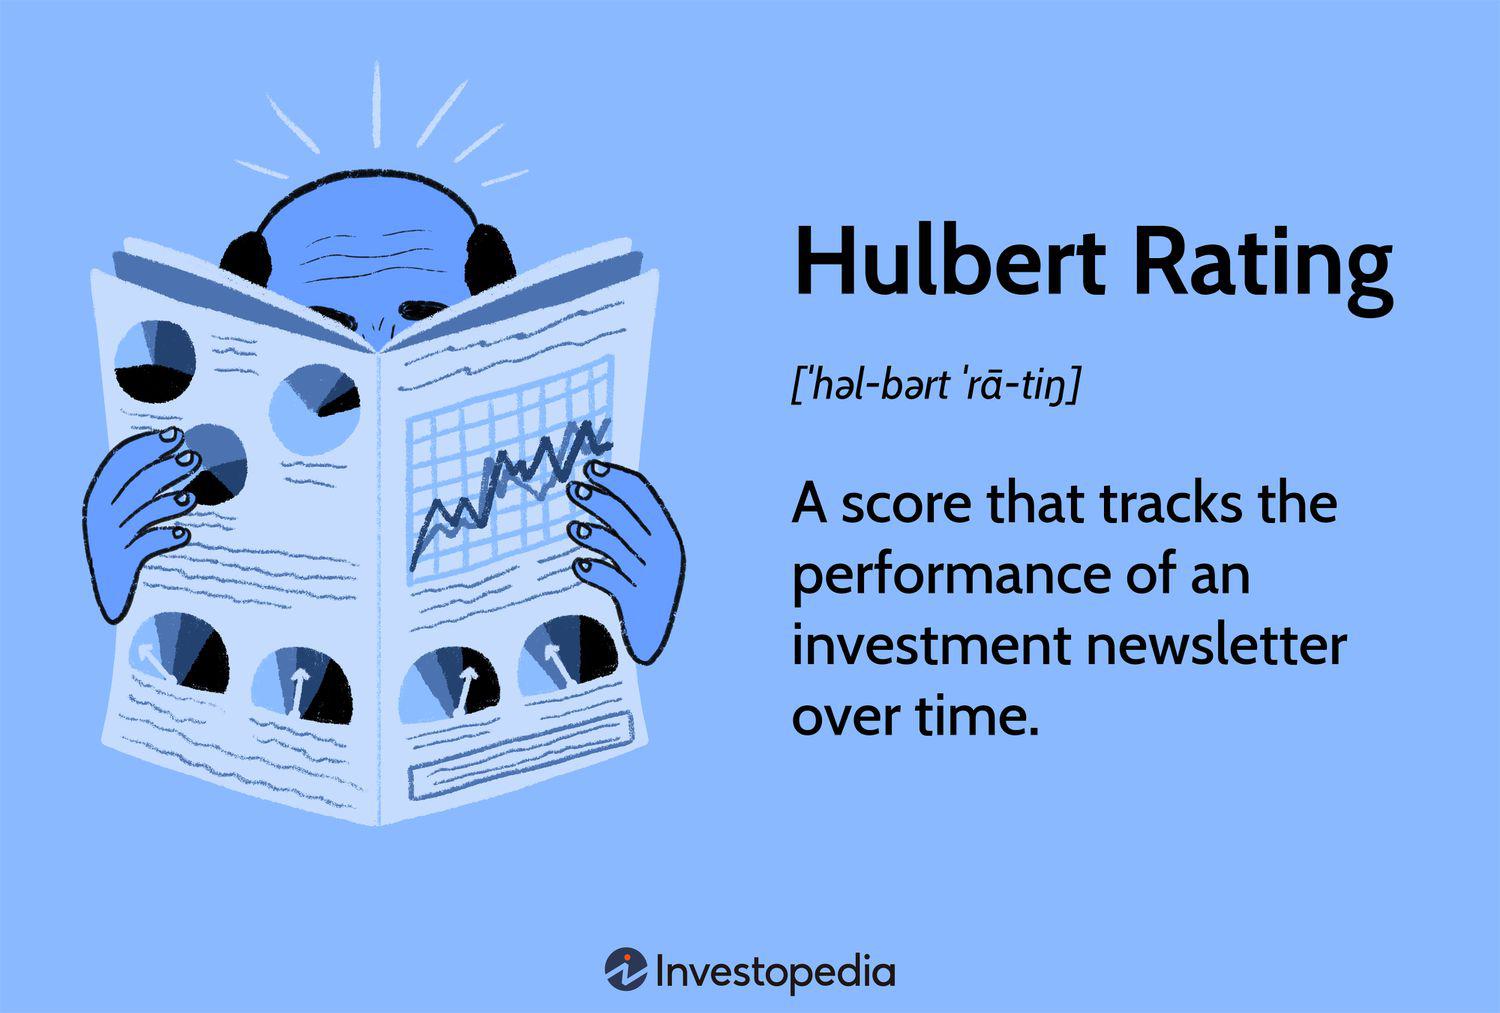 Hulbert Rating
[ˈhəl-bərt ˈrā-tiŋ]
A score that tracks the
performance of an
investment newsletter
over time.
Investopedia